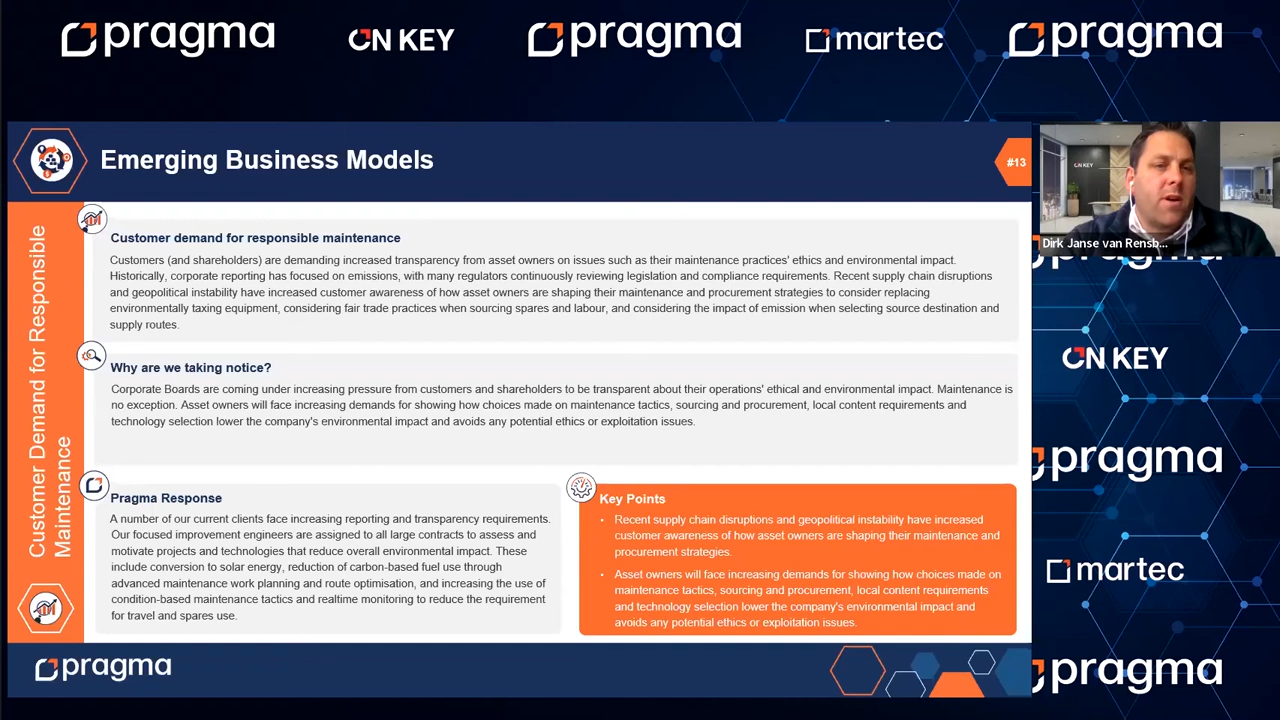 pragma
ON KEY
pragma
martec
pragma
Emerging Business Models
#13
ON KEY
Dirk Janse van Rensb...
Customer Demand for Responsible
Maintenance
Customer demand for responsible maintenance
Customers (and shareholders) are demanding increased transparency from asset owners on issues such as their maintenance practices' ethics and environmental impact.
Historically, corporate reporting has focused on emissions, with many regulators continuously reviewing legislation and compliance requirements. Recent supply chain disruptions
and geopolitical instability have increased customer awareness of how asset owners are shaping their maintenance and procurement strategies to consider replacing
environmentally taxing equipment, considering fair trade practices when sourcing spares and labour, and considering the impact of emission when selecting source destination and
supply routes.
Why are we taking notice?
Corporate Boards are coming under increasing pressure from customers and shareholders to be transparent about their operations' ethical and environmental impact. Maintenance is
no exception. Asset owners will face increasing demands for showing how choices made on maintenance tactics, sourcing and procurement, local content requirements and
technology selection lower the company's environmental impact and avoids any potential ethics or exploitation issues.
Pragma Response
A number of our current clients face increasing reporting and transparency requirements.
Our focused improvement engineers are assigned to all large contracts to assess and
motivate projects and technologies that reduce overall environmental impact. These
include conversion to solar energy, reduction of carbon-based fuel use through
advanced maintenance work planning and route optimisation, and increasing the use of
condition-based maintenance tactics and realtime monitoring to reduce the requirement
for travel and spares use.
Key Points
• Recent supply chain disruptions and geopolitical instability have increased
customer awareness of how asset owners are shaping their maintenance and
procurement strategies.
• Asset owners will face increasing demands for showing how choices made on
maintenance tactics, sourcing and procurement, local content requirements
and technology selection lower the company's environmental impact and
avoids any potential ethics or exploitation issues.
ON KEY
pragma
martec
pragma
pragma